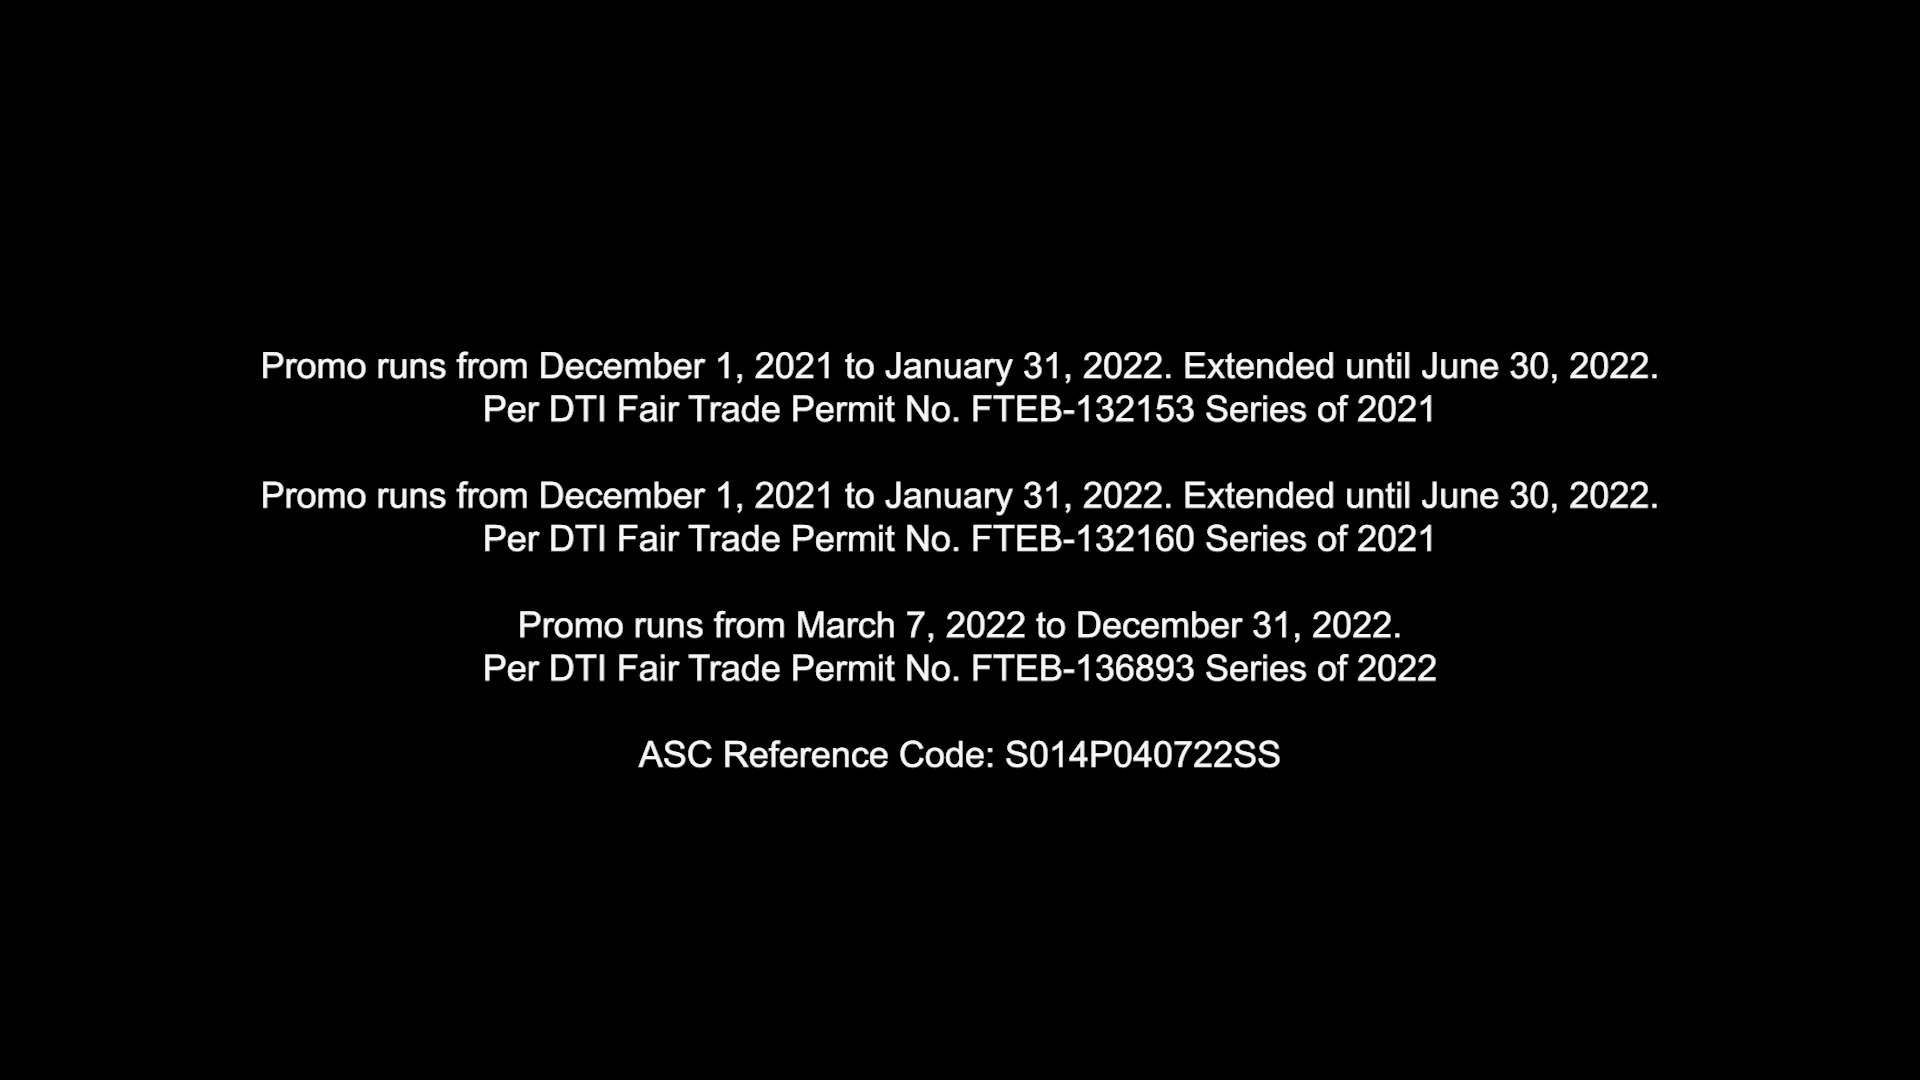 Promo runs from December 1, 2021 to January 31, 2022. Extended until June 30, 2022.
Per DTI Fair Trade Permit No. FTEB-132153 Series of 2021
Promo runs from December 1, 2021 to January 31, 2022. Extended until June 30, 2022.
Per DTI Fair Trade Permit No. FTEB-132160 Series of 2021
Promo runs from March 7, 2022 to December 31, 2022.
Per DTI Fair Trade Permit No. FTEB-136893 Series of 2022
ASC Reference Code: S014P040722SS